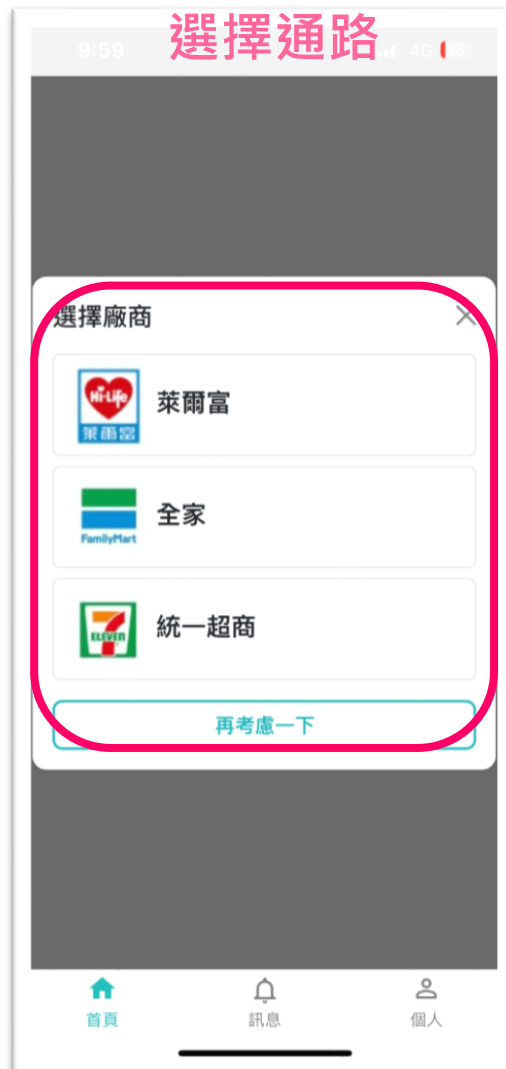 選擇通路
9:59
4G 15
選擇廠商
Hi-Life
萊爾富
萊爾富
FamilyMart
全家
ELEVEN
統一超商
再考慮一下
首頁
訊息
個人